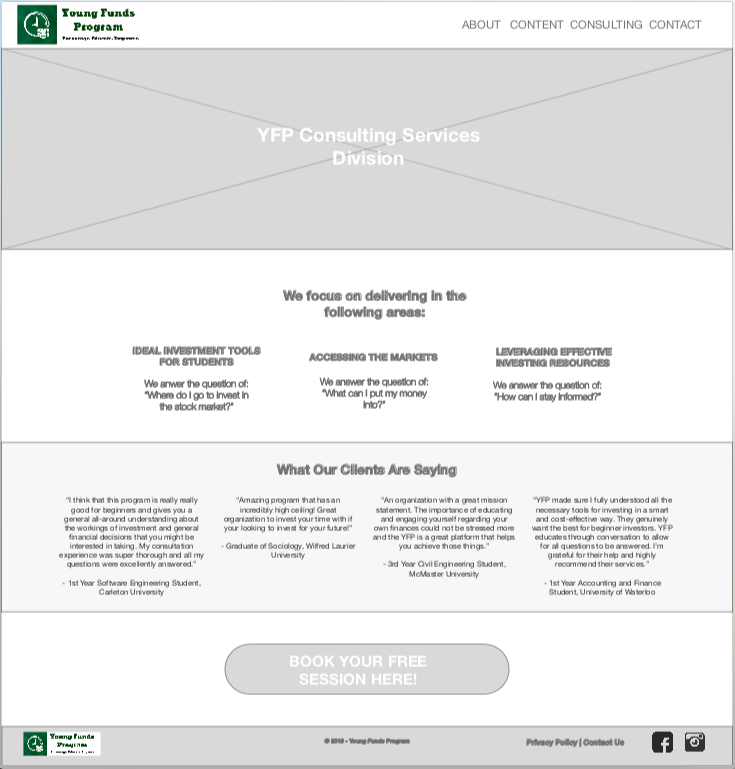 Young Funds
Program
ABOUT CONTENT CONSULTING CONTACT
YFP Consulting Services
Division
We focus on delivering in the
following areas:
IDEAL INVESTMENT TOOLS
FOR STUDENTS
We anwer the question of:
"Where do I go to invest in
the stock market?"
ACCESSING THE MARKETS
We answer the question of:
"What can I put my money
into?"
LEVERAGING EFFECTIVE
INVESTING RESOURCES
We answer the question of:
"How can I stay informed?"
What Our Clients Are Saying
"I think that this program is really really
good for beginners and gives you a
general all-around understanding about
the workings of investment and general
financial decisions that you might be
interested in taking. My consultation
experience was super thorough and all my
questions were excellently answered."
- 1st Year Software Engineering Student,
Carleton University
"Amazing program that has an
incredibly high ceiling! Great
organization to invest your time with if
your looking to invest for your future!"
- Graduate of Sociology, Wilfred Laurier
University
"An organization with a great mission
statement. The importance of educating
and engaging yourself regarding your
own finances could not be stressed more
and the YFP is a great platform that helps
you achieve those things."
- 3rd Year Civil Engineering Student,
McMaster University
"YFP made sure I fully understood all the
necessary tools for investing in a smart
and cost-effective way. They genuinely
want the best for beginner investors. YFP
educates through conversation to allow
for all questions to be answered. I'm
grateful for their help and highly
recommend their services."
- 1st Year Accounting and Finance
Student, University of Waterloo
BOOK YOUR FREE
SESSION HERE!
Young Funds
Program
- Young Funds Program
Privacy Policy | Contact Us